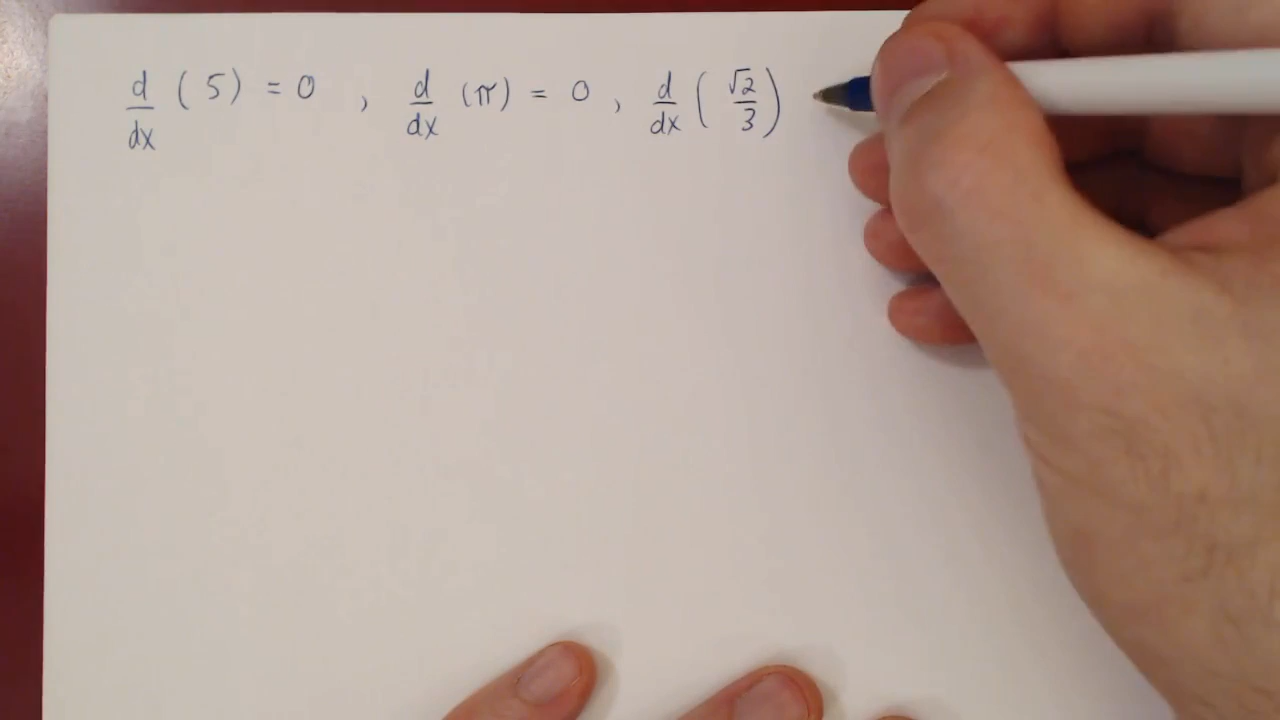 d/dx (5) = 0 , d/dx (π) = 0 , d/dx (√2/3)